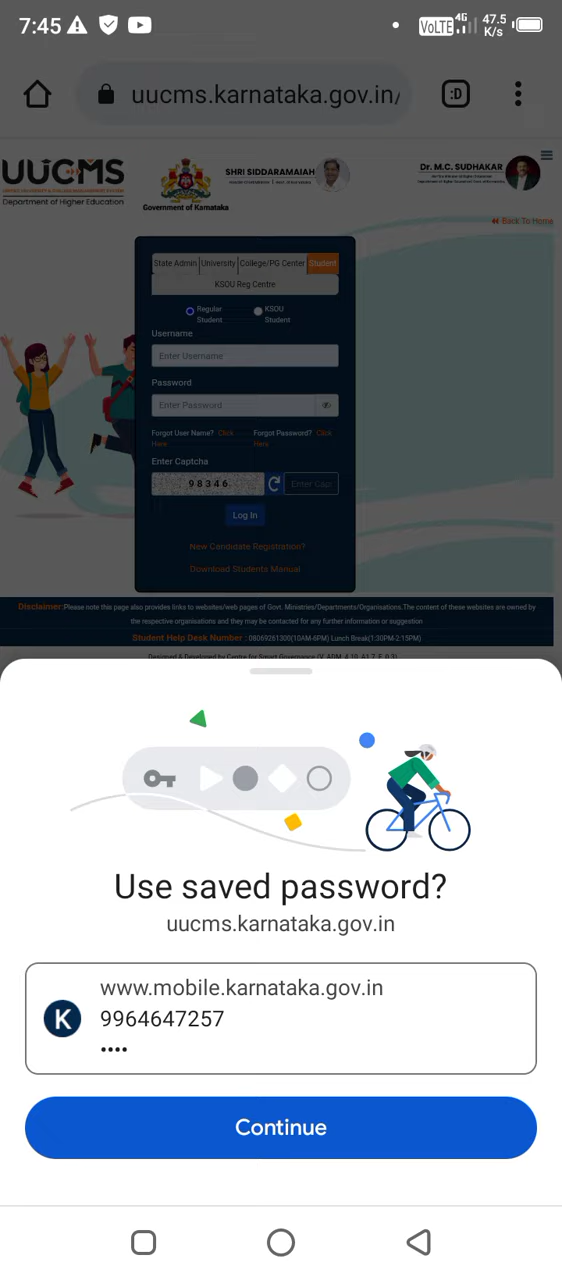 7:45 VoLTE 4G 47.5 K/s
:D
uucms.karnataka.gov.in/
UUCMS
Department of Higher Education
Government of Karnataka
SHRI SIDDARAMAIAH
Dr. M.C. SUDHAKAR
Back To Home
State Admin University College/PG Center Student
KSOU Reg Centre
Regular Student KSOU Student
Username
Enter Username
Password
Enter Password
Forgot User Name? Click Here Forgot Password? Click Here
Enter Captcha
98346 Enter Cap
Log In
New Candidate Registration?
Download Students Manual
Disclaimer:Please note this page also provides links to websites/web pages of Govt. Ministries/Departments/Organisations.The content of these websites are owned by
the respective organisations and they may be contacted for any further information or suggestion
Student Help Desk Number : 08069261300(10AM-6PM) Lunch Break(1:30PM-2:15PM)
Use saved password?
uucms.karnataka.gov.in
K
www.mobile.karnataka.gov.in
9964647257
••••
Continue